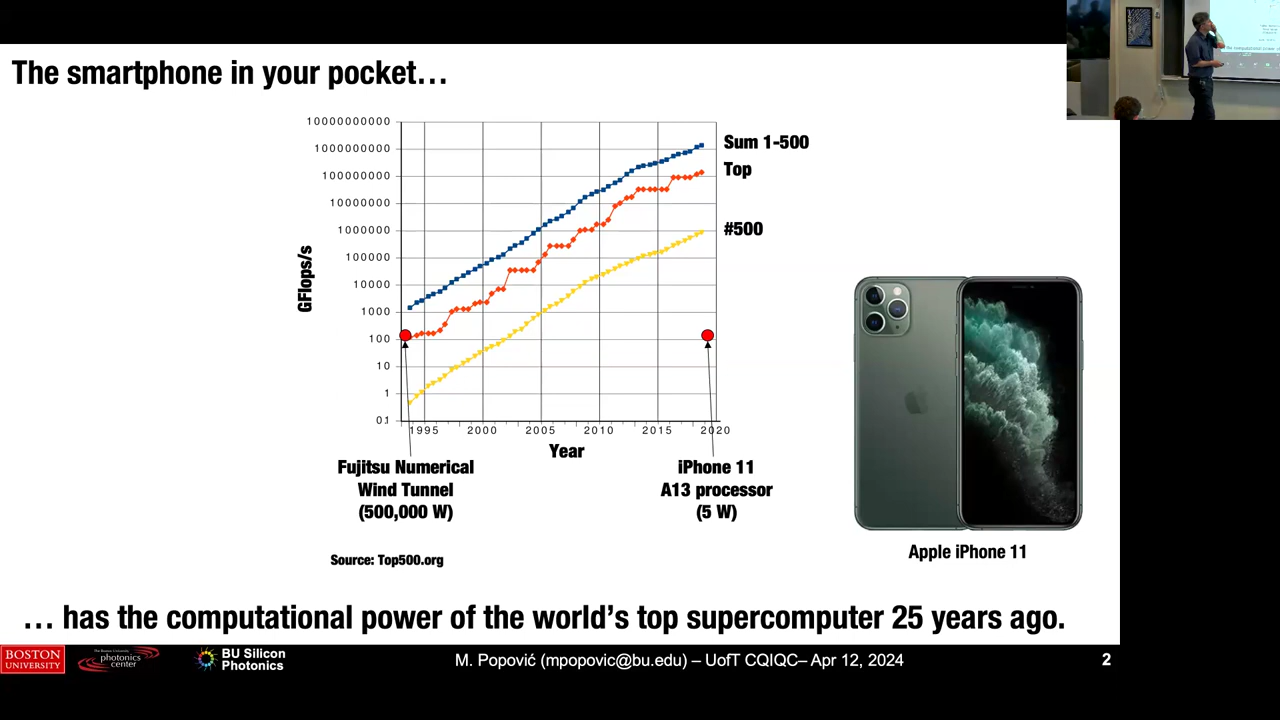 The smartphone in your pocket…
10000000000
1000000000
100000000
10000000
1000000
100000
10000
1000
100
10
1
01
GFlops/s
Sum 1-500
Top
#500
1995 2000 2005 2010 2015 2020
Year
Fujitsu Numerical
Wind Tunnel
(500,000 W)
iPhone 11
A13 processor
(5 W)
Source: Top500.org
Apple iPhone 11
… has the computational power of the world’s top supercomputer 25 years ago.
BOSTON
UNIVERSITY
photonics
center
BU Silicon
Photonics
M. Popović (mpopovic@bu.edu) – UofT CQIQC– Apr 12, 2024
2